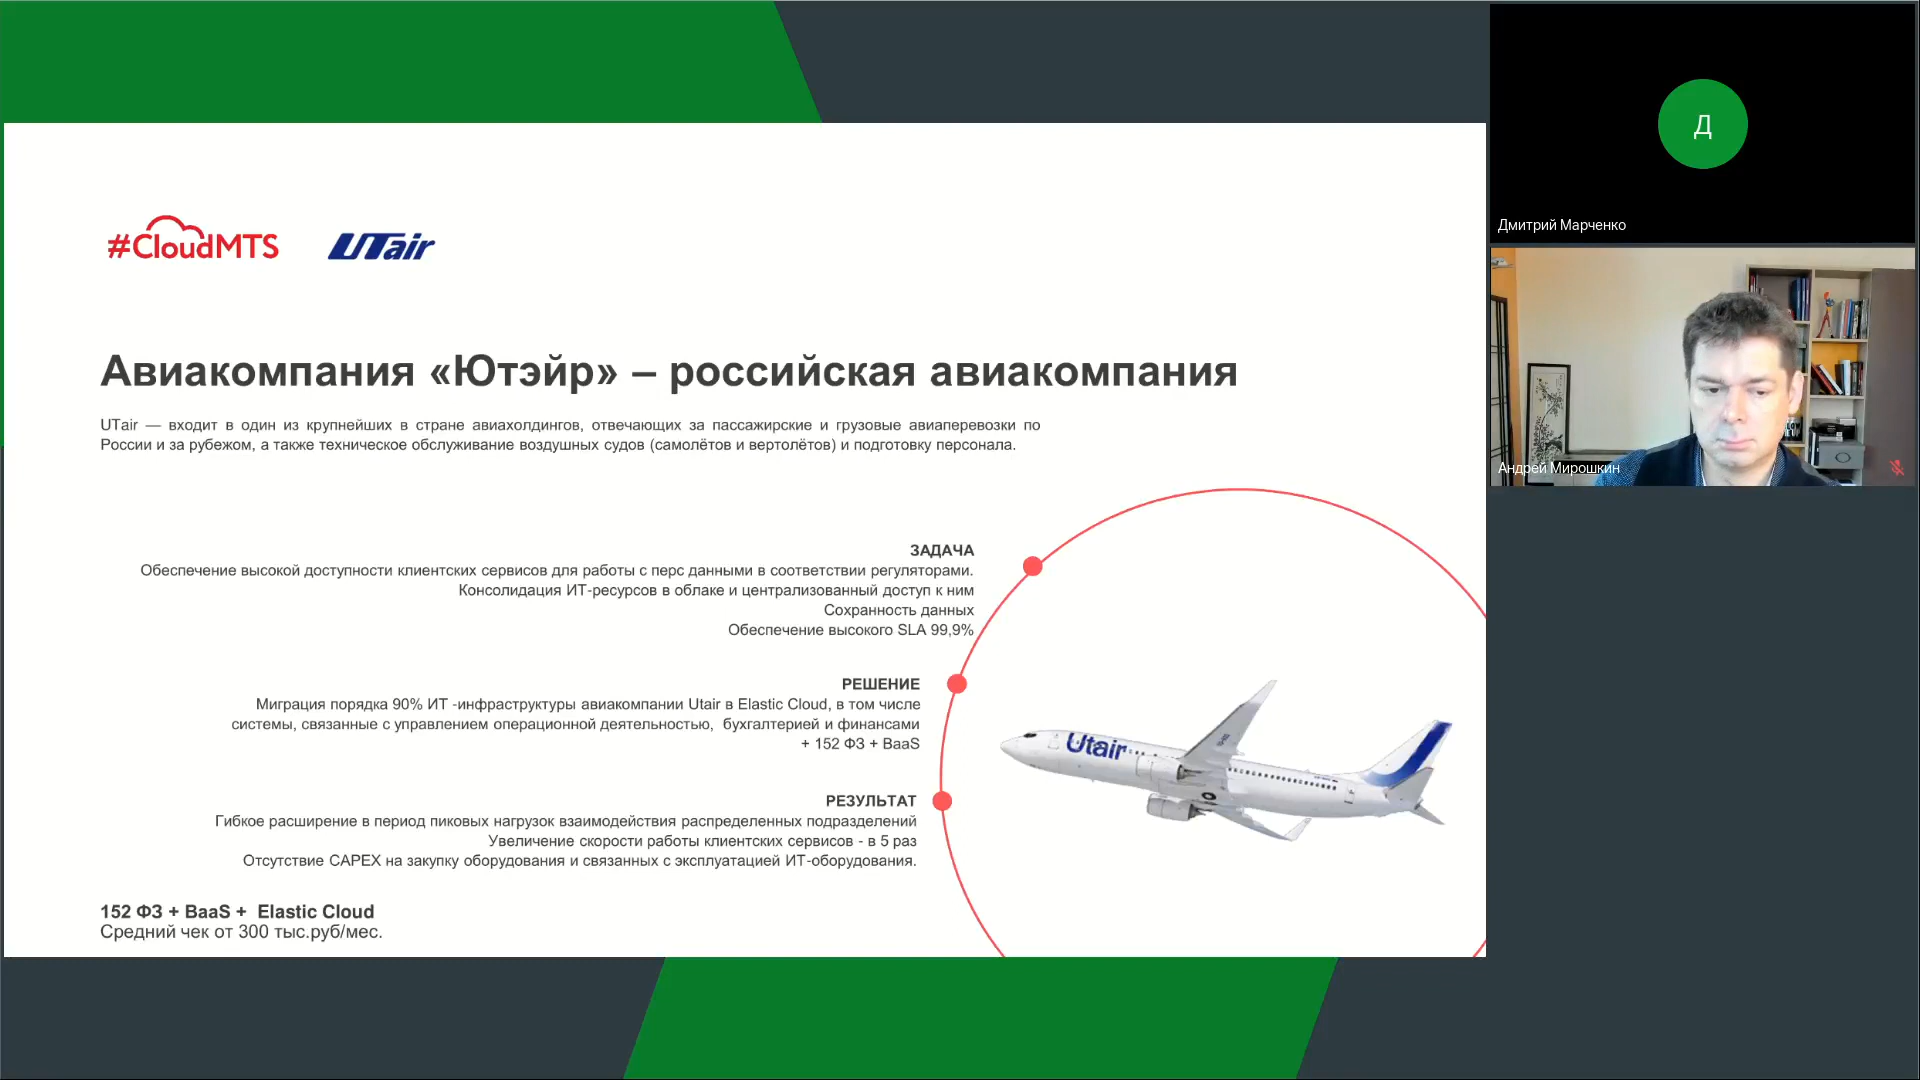 #CloudMTS
UTair
Авиакомпания «Ютэйр» – российская авиакомпания
UTair — входит в один из крупнейших в стране авиахолдингов, отвечающих за пассажирские и грузовые авиаперевозки по
России и за рубежом, а также техническое обслуживание воздушных судов (самолётов и вертолётов) и подготовку персонала.
ЗАДАЧА
Обеспечение высокой доступности клиентских сервисов для работы с перс данными в соответствии регуляторами.
Консолидация ИТ-ресурсов в облаке и централизованный доступ к ним
Сохранность данных
Обеспечение высокого SLA 99,9%
РЕШЕНИЕ
Миграция порядка 90% ИТ -инфраструктуры авиакомпании Utair в Elastic Cloud, в том числе
системы, связанные с управлением операционной деятельностью, бухгалтерией и финансами
+ 152 ФЗ + BaaS
РЕЗУЛЬТАТ
Гибкое расширение в период пиковых нагрузок взаимодействия распределенных подразделений
Увеличение скорости работы клиентских сервисов - в 5 раз
Отсутствие CAPEX на закупку оборудования и связанных с эксплуатацией ИТ-оборудования.
152 ФЗ + BaaS + Elastic Cloud
Средний чек от 300 тыс.руб/мес.
Utair
Д
Дмитрий Марченко
Андрей Мирошкин